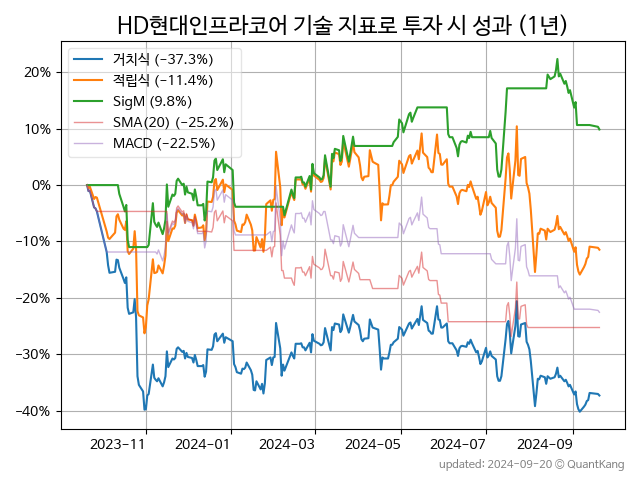 HD현대인프라코어 기술 지표로 투자 시 성과 (1년)
거치식 (-37.3%)
적립식 (-11.4%)
SigM (9.8%)
SMA(20) (-25.2%)
MACD (-22.5%)
20%
10%
0%
-10%
-20%
-30%
-40%
2023-11
2024-01
2024-03
2024-05
2024-07
2024-09
updated: 2024-09-20 © QuantKang